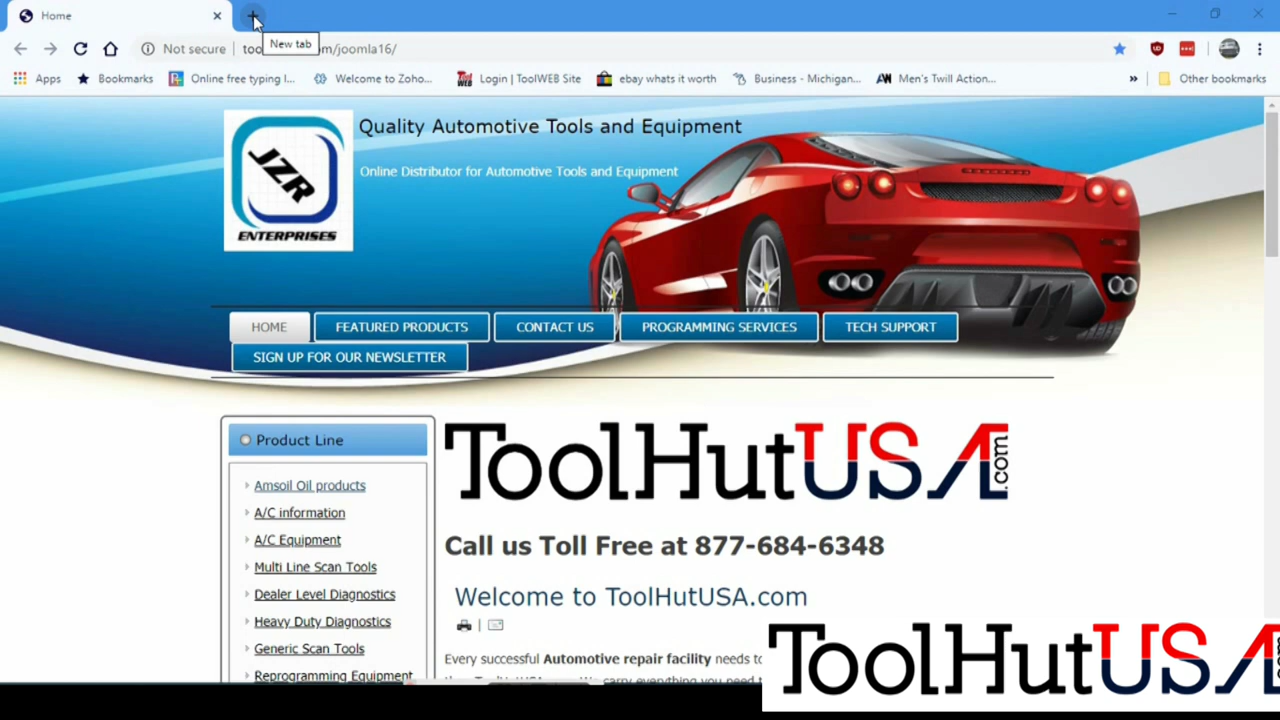 Home
New tab
Not secure
too
m/joomla16/
Apps
Bookmarks
Online free typing l...
Welcome to Zoho...
Login | ToolWEB Site
ebay whats it worth
Business - Michigan...
Men's Twill Action...
»
Other bookmarks
JZR
ENTERPRISES
Quality Automotive Tools and Equipment
Online Distributor for Automotive Tools and Equipment
HOME
FEATURED PRODUCTS
CONTACT US
PROGRAMMING SERVICES
TECH SUPPORT
SIGN UP FOR OUR NEWSLETTER
Product Line
Amsoil Oil products
A/C information
A/C Equipment
Multi Line Scan Tools
Dealer Level Diagnostics
Heavy Duty Diagnostics
Generic Scan Tools
Reprogramming Equipment
ToolHutUSA.com
Call us Toll Free at 877-684-6348
Welcome to ToolHutUSA.com
Every successful Automotive repair facility needs to
ToolHutUSA.com